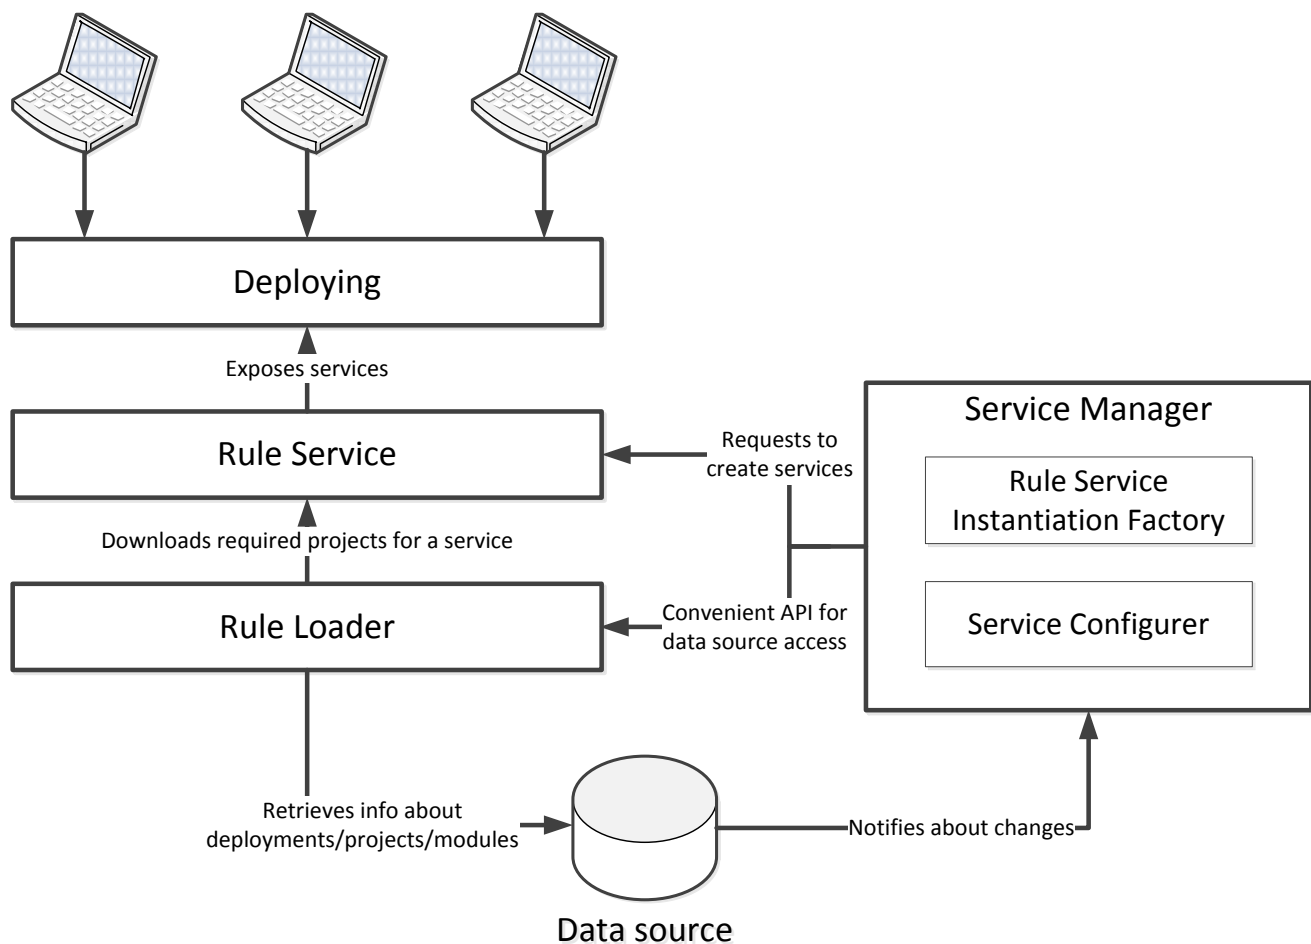 Deploying
Exposes services
Rule Service
Downloads required projects for a service
Rule Loader
Requests to
create services
Convenient API for
data source access
Service Manager
Rule Service
Instantiation Factory
Service Configurer
Retrieves info about
deployments/projects/modules
Notifies about changes
Data source